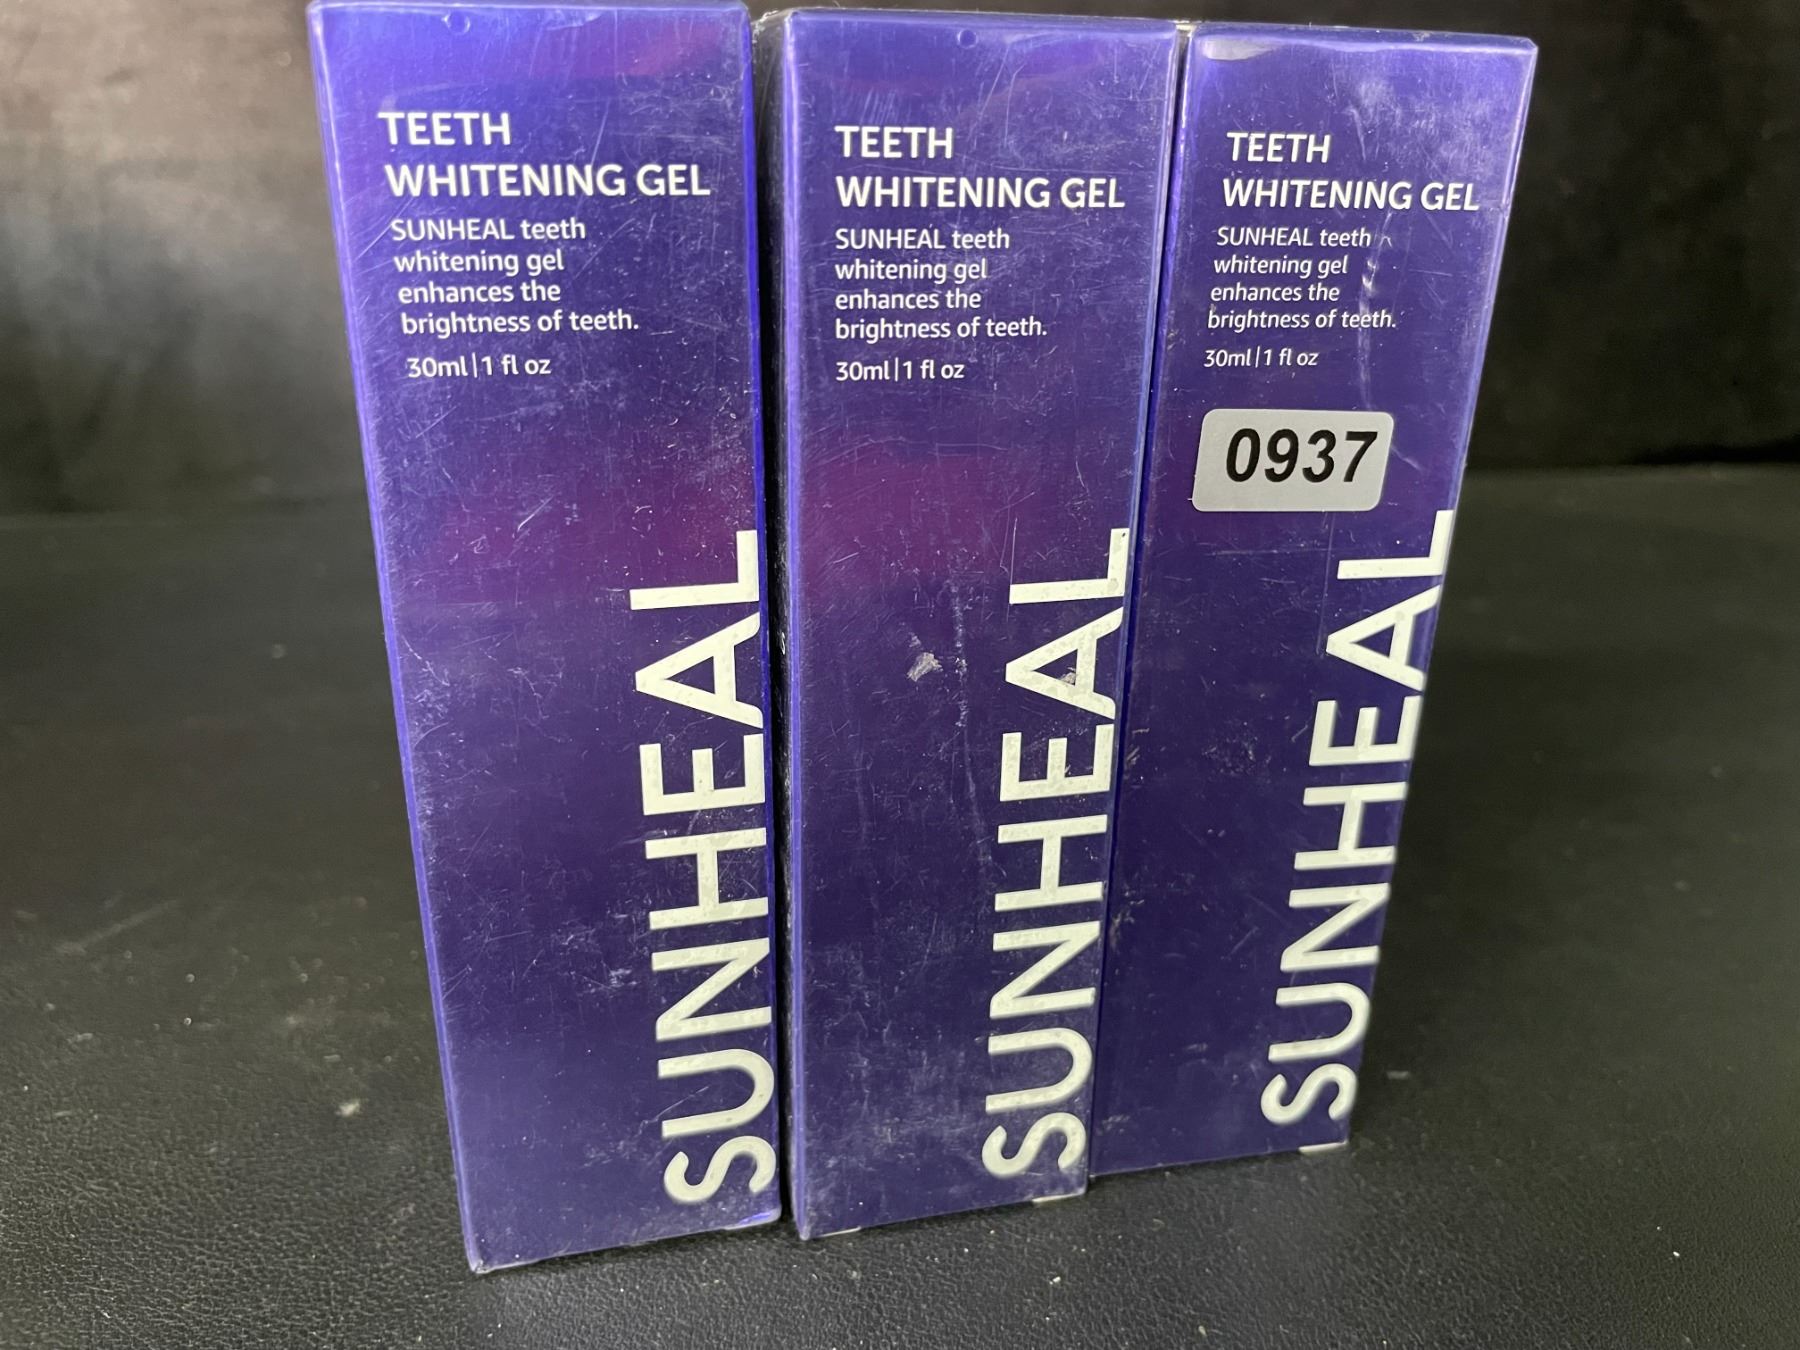 TEETH
WHITENING GEL
SUNHEAL teeth
whitening gel
enhances the
brightness of teeth.
30ml|1 fl oz
SUNHEAL
TEETH
WHITENING GEL
SUNHEAL teeth
whitening gel
enhances the
brightness of teeth.
30ml|1 fl oz
SUNHEAL
TEETH
WHITENING GEL
SUNHEAL teeth
whitening gel
enhances the
brightness of teeth.
30ml|1 fl oz
0937
SUNHEAL